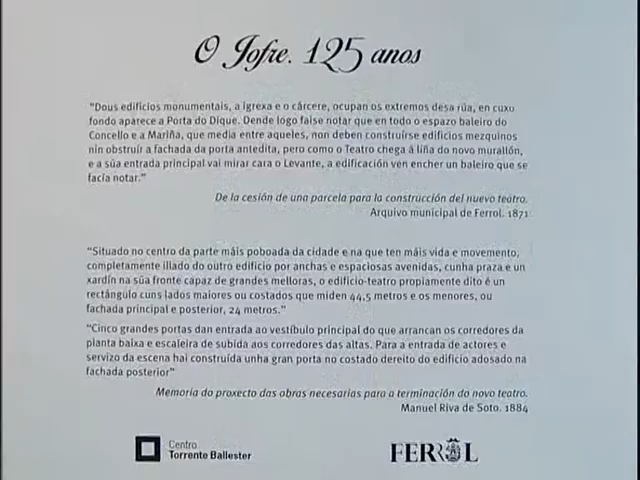 O Jofre. 125 anos
"Dous edificios monumentais, a igrexa e o cárcere, ocupan os extremos desa rúa, en cuxo
fondo aparece a Porta do Dique. Dende logo faise notar que en todo o espazo baleiro do
Concello e a Mariña, que media entre aqueles, non deben construírse edificios mezquinos
nin obstruír a fachada da porta antedita, pero como o Teatro chega á liña do novo murallón,
e a súa entrada principal vai mirar cara o Levante, a edificación ven encher un baleiro que se
facía notar."
De la cesión de una parcela para la construcción del nuevo teatro.
Arquivo municipal de Ferrol. 1871
"Situado no centro da parte máis poboada da cidade e na que ten máis vida e movemento,
completamente illado do outro edificio por anchas e espaciosas avenidas, cunha praza e un
xardín na súa fronte capaz de grandes melloras, o edificio-teatro propiamente dito é un
rectángulo cuns lados maiores ou costados que miden 44,5 metros e os menores, ou
fachada principal e posterior, 24 metros."
"Cinco grandes portas dan entrada ao vestíbulo principal do que arrancan os corredores da
planta baixa e escaleira de subida aos corredores das altas. Para a entrada de actores e
servizo da escena hai construída unha gran porta no costado dereito do edificio adosado na
fachada posterior"
Memoria do proxecto das obras necesarias para a terminación do novo teatro.
Manuel Riva de Soto. 1884
Centro
Torrente Ballester
FERROL